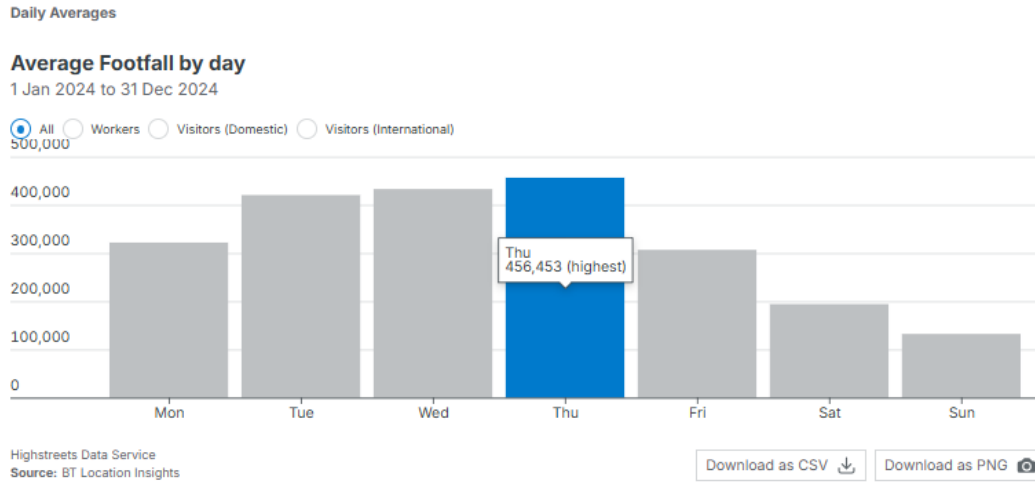 Daily Averages
Average Footfall by day
1 Jan 2024 to 31 Dec 2024
All Workers Visitors (Domestic) Visitors (International)
500,000
400,000
300,000
200,000
100,000
0
Thu
456,453 (highest)
Mon Tue Wed Thu Fri Sat Sun
Highstreets Data Service
Source: BT Location Insights
Download as CSV Download as PNG